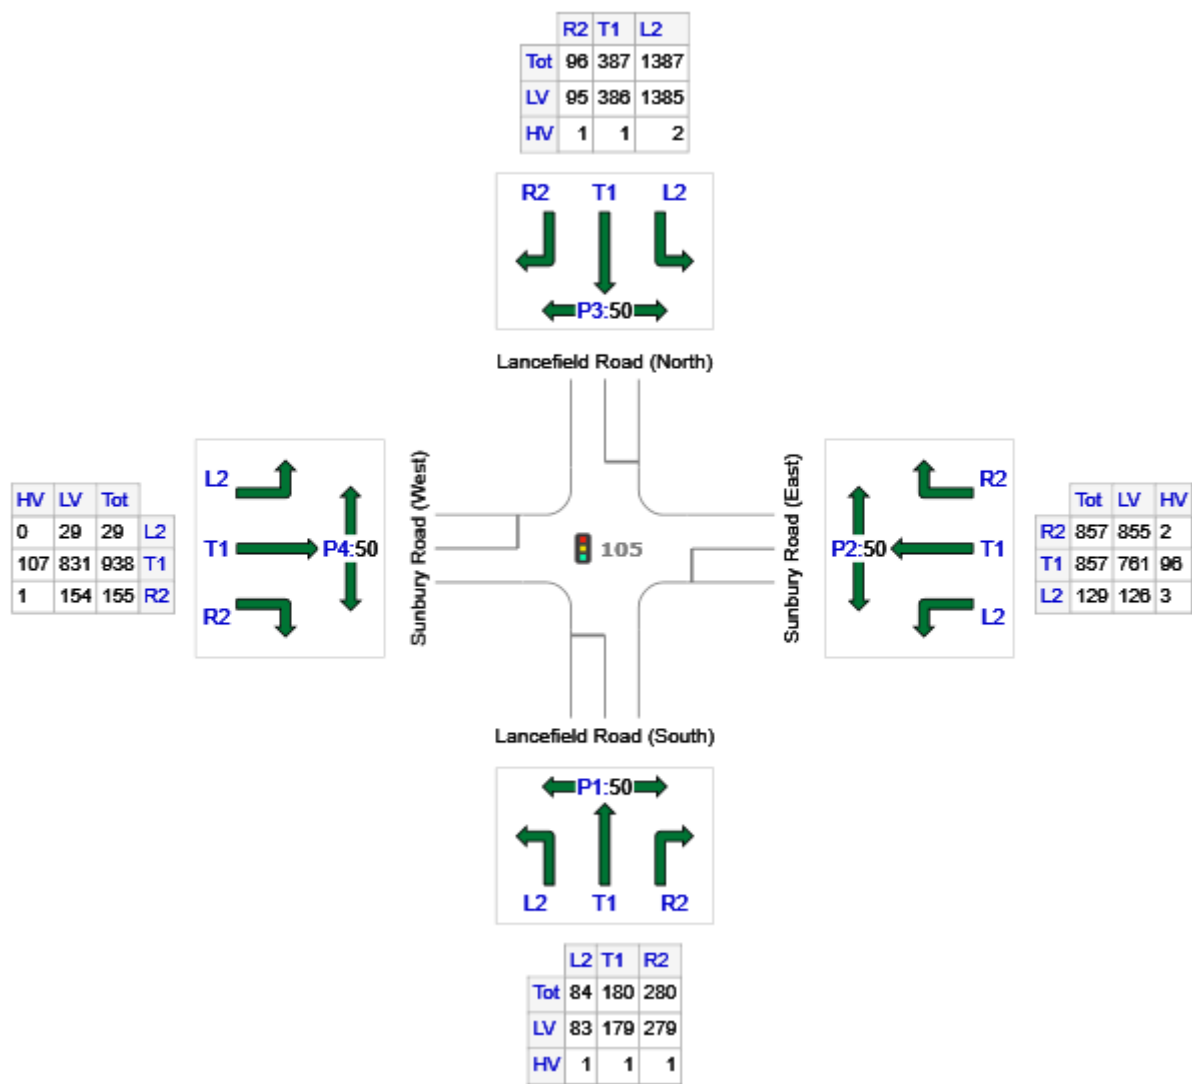 R2 T1 L2
Tot 96 387 1387
LV 95 386 1385
HV 1 1 2
R2 T1 L2
P3:50
Lancefield Road (North)
HV LV Tot
0 29 29 L2
107 831 938 T1
1 154 155 R2
L2
T1 P4:50
R2
Sunbury Road (West)
105
Sunbury Road (East)
R2
P2:50 T1
L2
Tot LV HV
R2 857 855 2
T1 857 761 96
L2 129 126 3
Lancefield Road (South)
P1:50
L2 T1 R2
L2 T1 R2
Tot 84 180 280
LV 83 179 279
HV 1 1 1